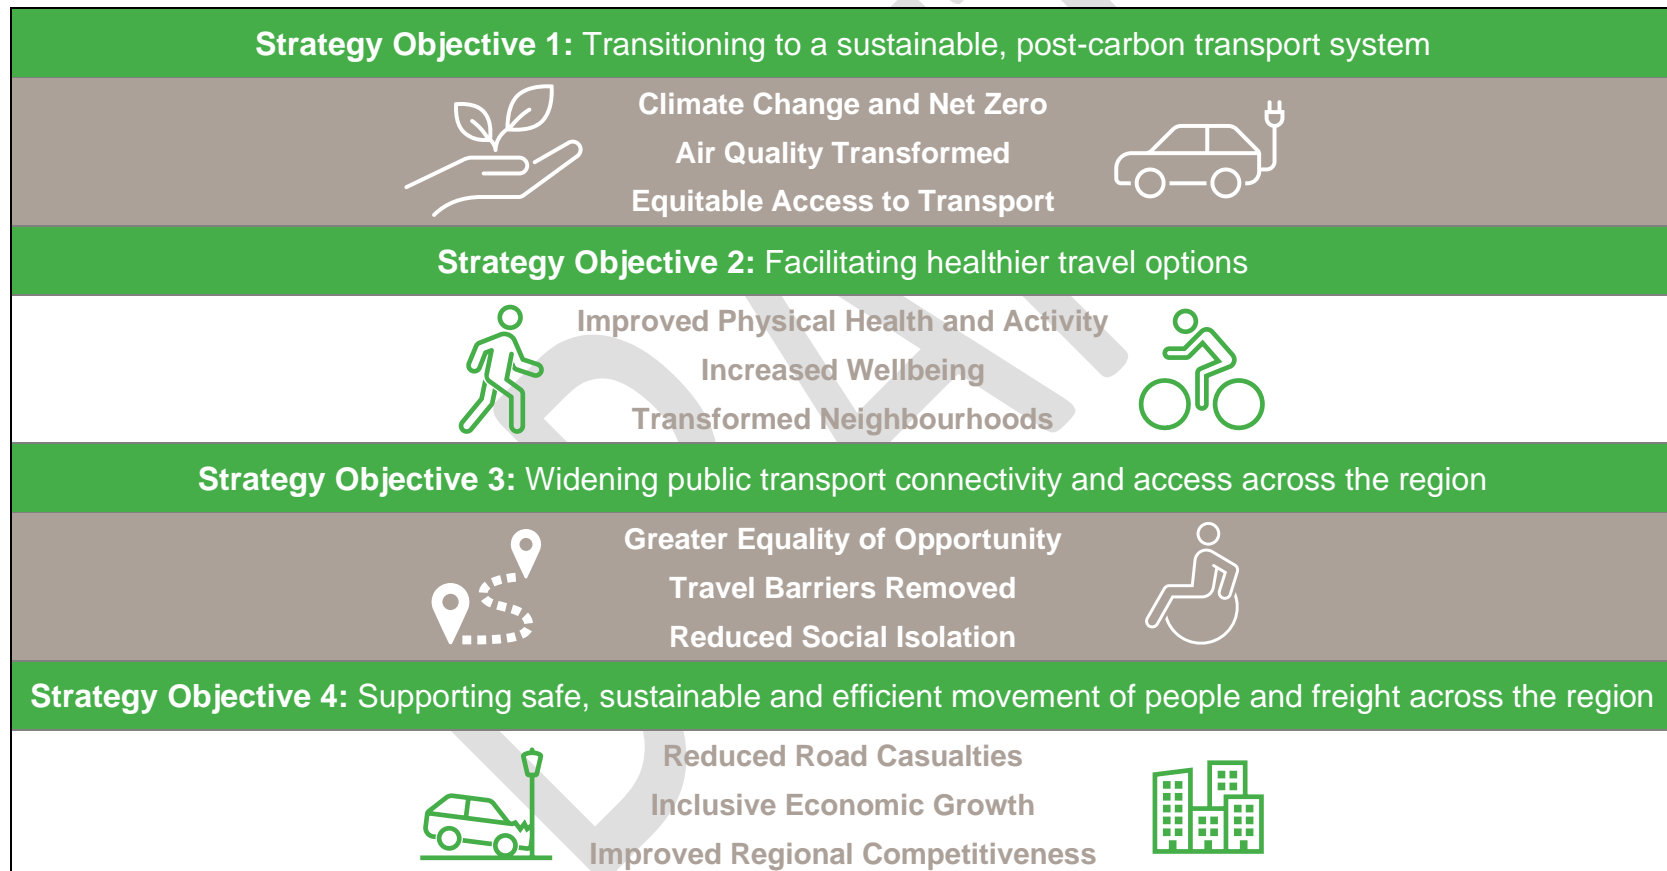 Strategy Objective 1: Transitioning to a sustainable, post-carbon transport system
Climate Change and Net Zero
Air Quality Transformed
Equitable Access to Transport
Strategy Objective 2: Facilitating healthier travel options
Improved Physical Health and Activity
Increased Wellbeing
Transformed Neighbourhoods
Strategy Objective 3: Widening public transport connectivity and access across the region
Greater Equality of Opportunity
Travel Barriers Removed
Reduced Social Isolation
Strategy Objective 4: Supporting safe, sustainable and efficient movement of people and freight across the region
Reduced Road Casualties
Inclusive Economic Growth
Improved Regional Competitiveness